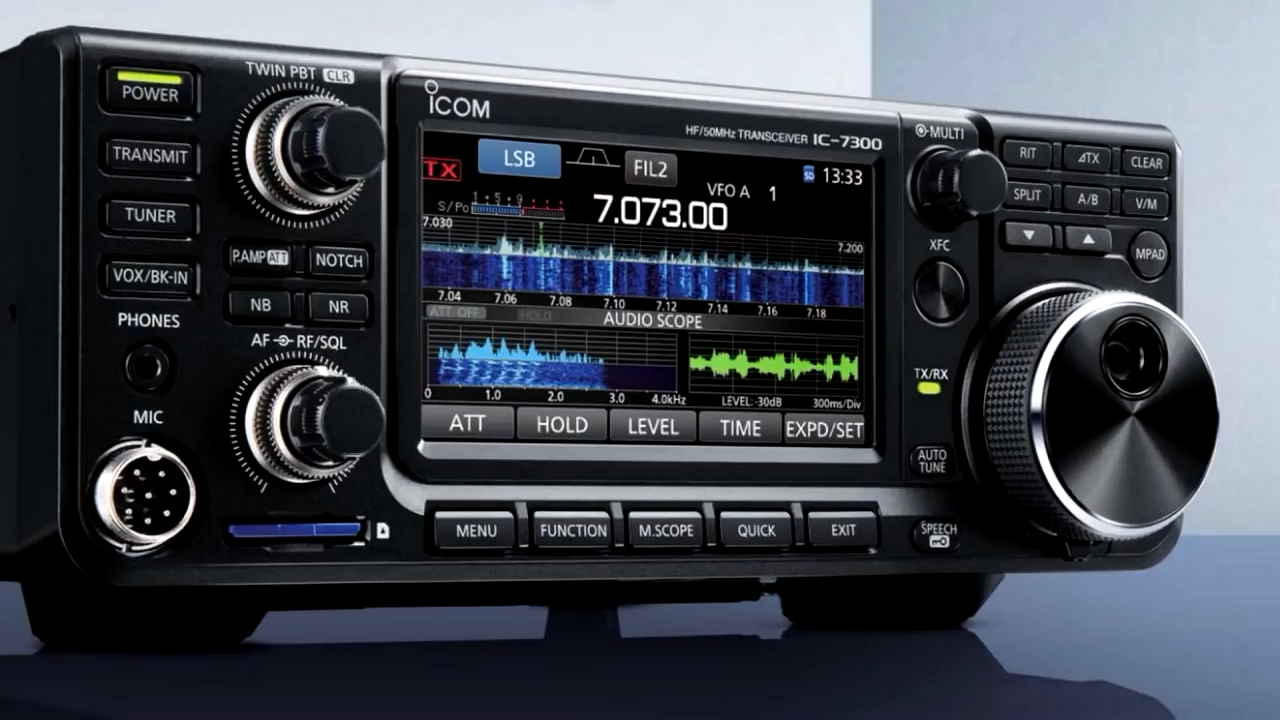 POWER
TRANSMIT
TUNER
VOX/BK-IN
PHONES
MIC
TWIN PBT CLR
P.AMP ATT
NOTCH
NB
NR
AF RF/SQL
ICOM
HF/50MHz TRANSCEIVER IC-7300
TX
LSB
FIL2
SD
13:33
S/Po
1 5 9
VFO A 1
7.073.00
7.030
7.200
7.04 7.06 7.08 7.10 7.12 7.14 7.16 7.18
ATT OFF
HOLD
AUDIO SCOPE
0 1.0 2.0 3.0 4.0kHz
LEVEL:-30dB 300ms/Div
ATT HOLD LEVEL TIME EXPD/SET
MENU FUNCTION M.SCOPE QUICK EXIT
MULTI
XFC
TX/RX
AUTO
TUNE
SPEECH
RIT ⊿TX CLEAR
SPLIT A/B V/M
▼ ▲ MPAD